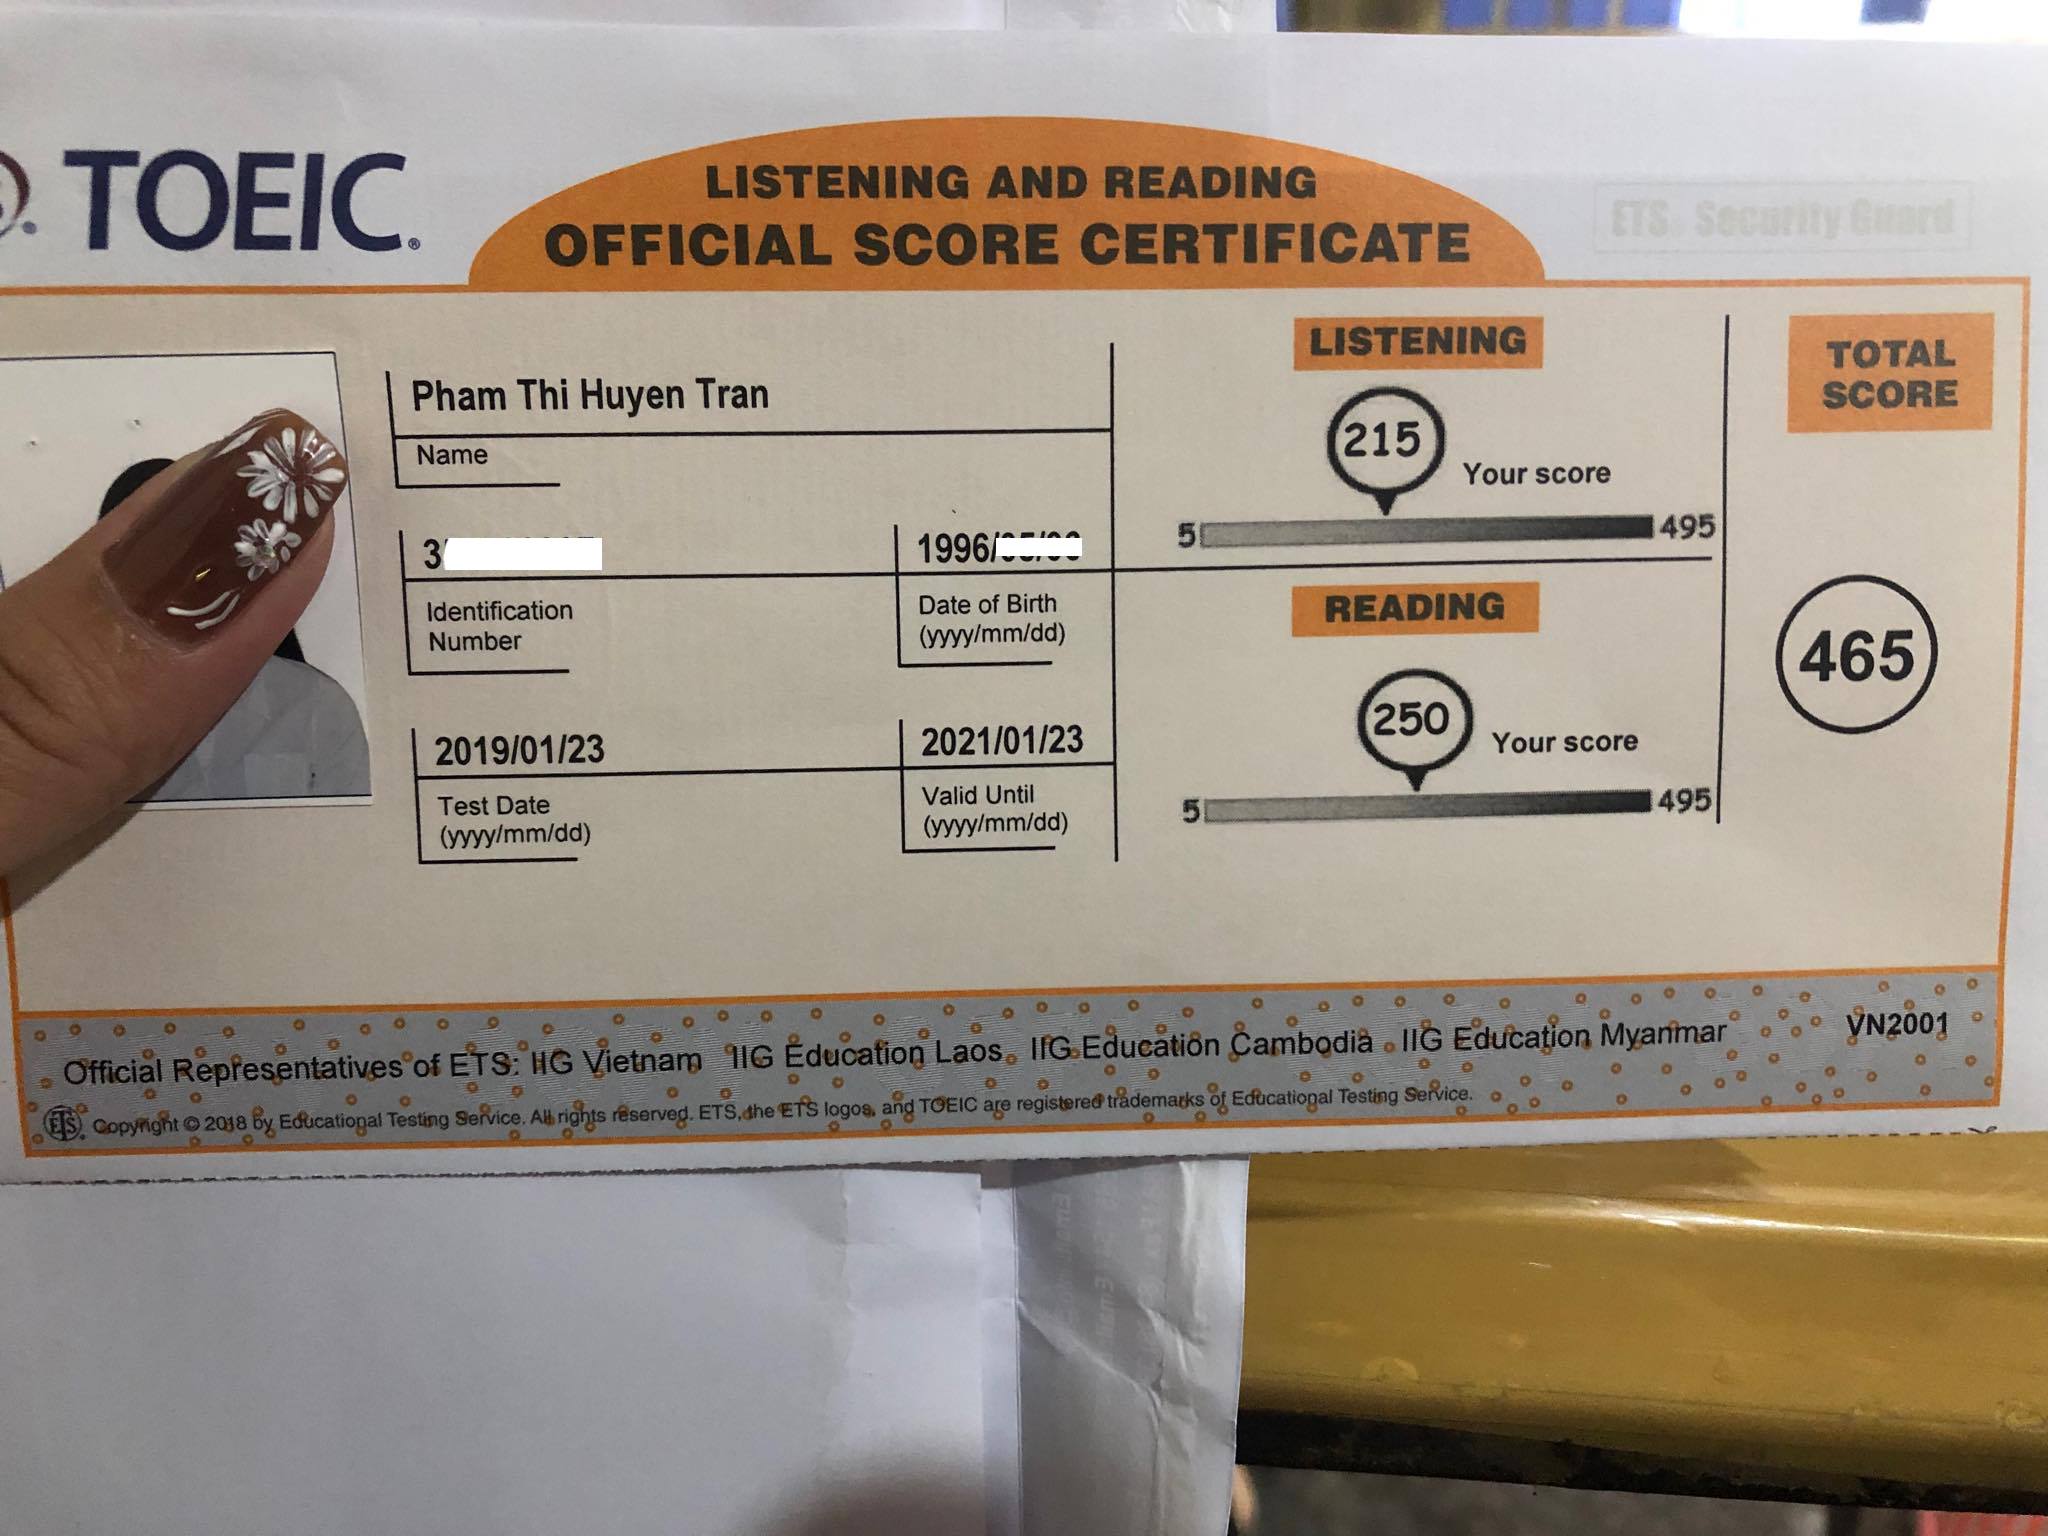 TOEIC®
LISTENING AND READING
OFFICIAL SCORE CERTIFICATE
ETS Security Guard
Pham Thi Huyen Tran
Name
3
Identification
Number
1996/
Date of Birth
(yyyy/mm/dd)
2019/01/23
Test Date
(yyyy/mm/dd)
2021/01/23
Valid Until
(yyyy/mm/dd)
LISTENING
215
Your score
5 495
READING
250
Your score
5 495
TOTAL
SCORE
465
Official Representatives of ETS: IIG Vietnam IIG Education Laos IIG Education Cambodia IIG Education Myanmar
VN2001
ETS Copyright © 2018 by Educational Testing Service. All rights reserved. ETS, the ETS logos, and TOEIC are registered trademarks of Educational Testing Service.